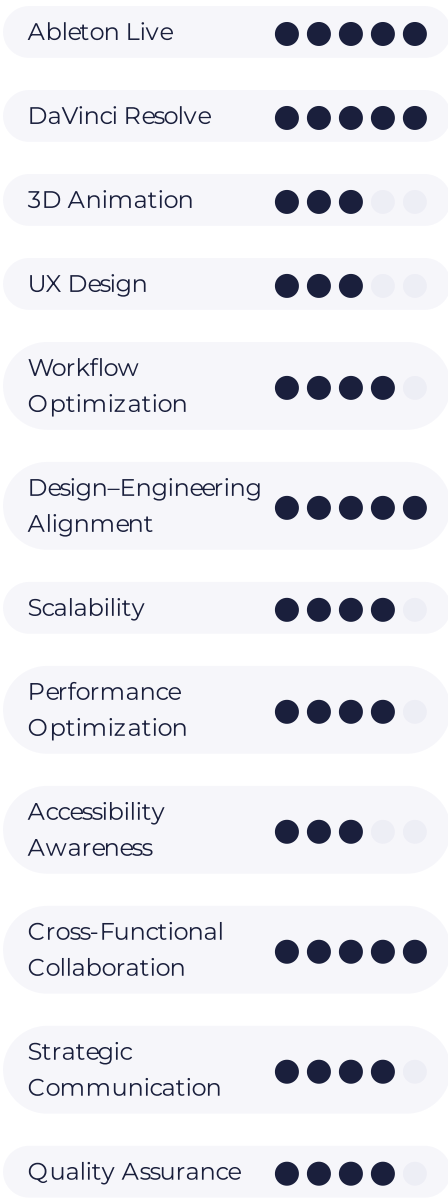 Ableton Live
DaVinci Resolve
3D Animation
UX Design
Workflow
Optimization
Design–Engineering
Alignment
Scalability
Performance
Optimization
Accessibility
Awareness
Cross-Functional
Collaboration
Strategic
Communication
Quality Assurance